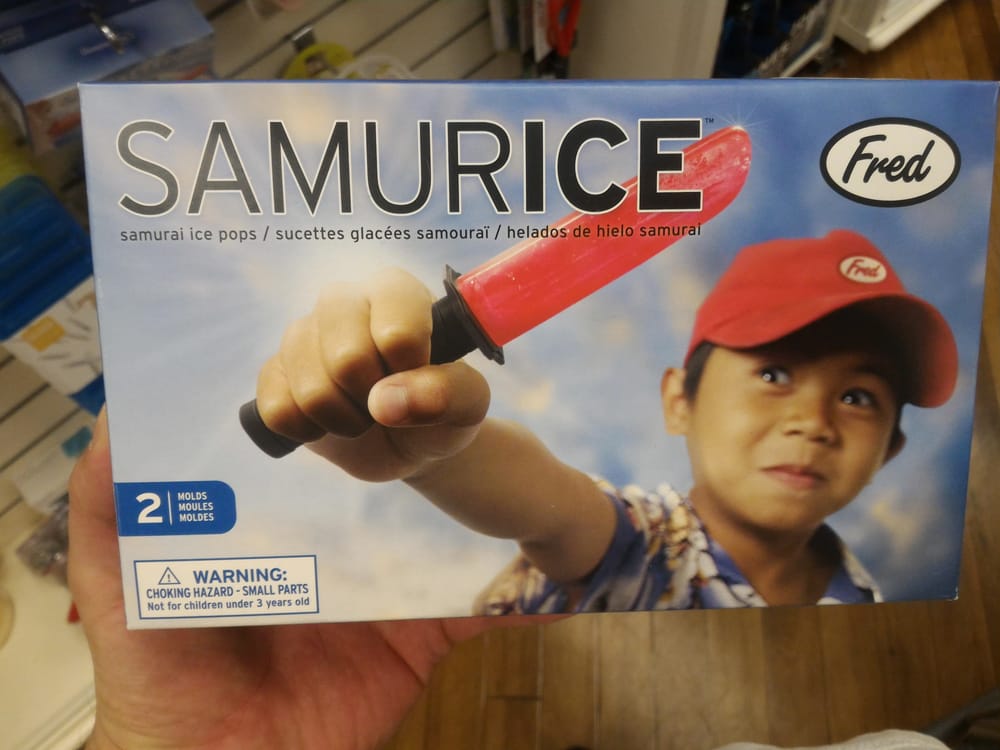 SAMURICE™
samurai ice pops / sucettes glacées samouraï / helados de hielo samurai
Fred
Fred
2
MOLDS
MOULES
MOLDES
WARNING:
CHOKING HAZARD - SMALL PARTS
Not for children under 3 years old